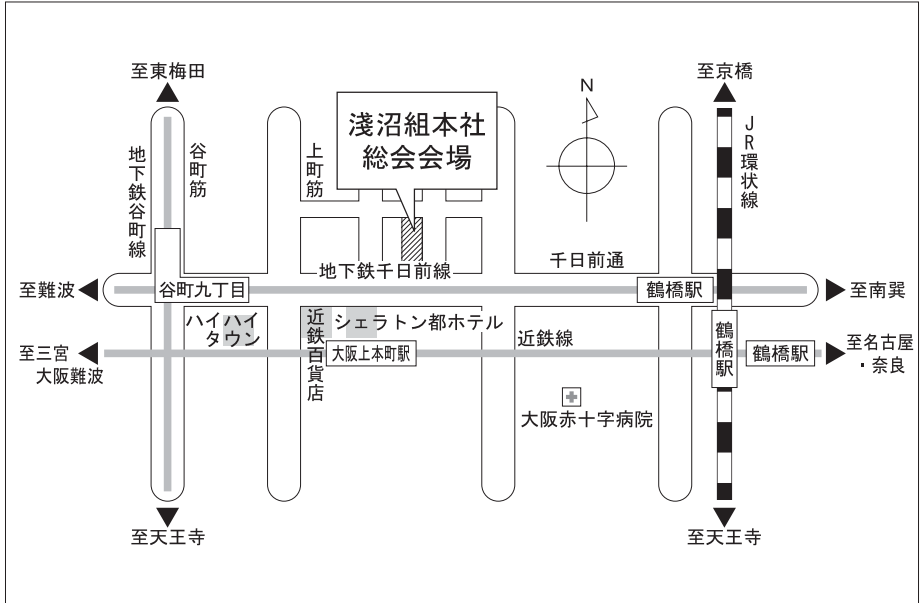 至東梅田
至京橋
N
淺沼組本社
総会会場
地下鉄谷町線
谷町筋
上町筋
JR環状線
地下鉄千日前線
千日前通
至難波
谷町九丁目
鶴橋駅
至南巽
ハイハイ
タウン
近鉄百貨店
シェラトン都ホテル
近鉄線
鶴橋駅
至三宮
大阪難波
大阪上本町駅
鶴橋駅
至名古屋
・奈良
大阪赤十字病院
至天王寺
至天王寺